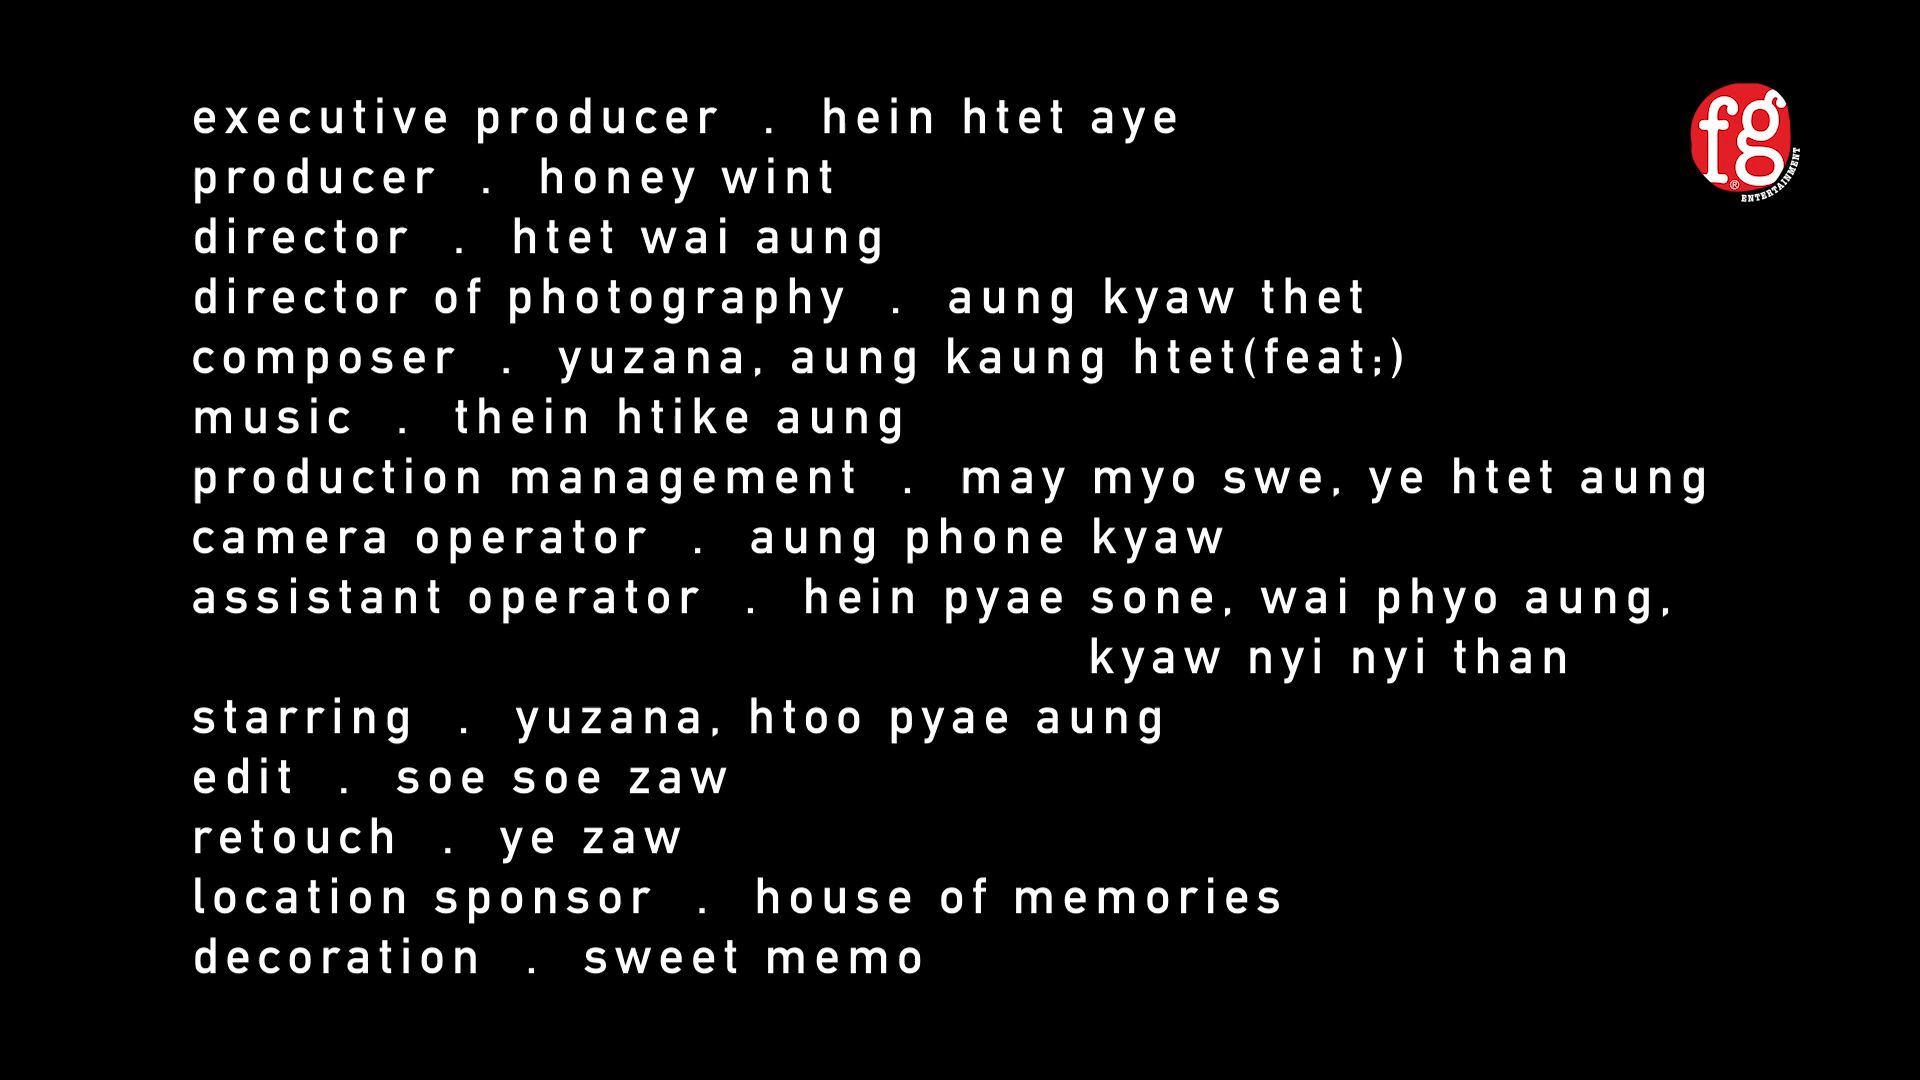 executive producer . hein htet aye
fg
®
ENTERTAINMENT
producer . honey wint
director . htet wai aung
director of photography . aung kyaw thet
composer . yuzana, aung kaung htet(feat;)
music . thein htike aung
production management . may myo swe, ye htet aung
camera operator . aung phone kyaw
assistant operator . hein pyae sone, wai phyo aung,
kyaw nyi nyi than
starring . yuzana, htoo pyae aung
edit . soe soe zaw
retouch . ye zaw
location sponsor . house of memories
decoration . sweet memo